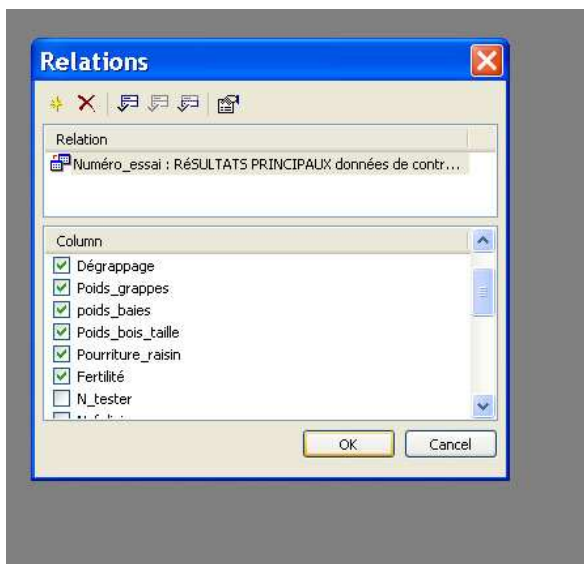 Relations
Relation
Numéro_essai : RéSULTATS PRINCIPAUX données de contr...
Column
Dégrappage
Poids_grappes
poids_baies
Poids_bois_taille
Pourriture_raisin
Fertilité
N_tester
OK
Cancel